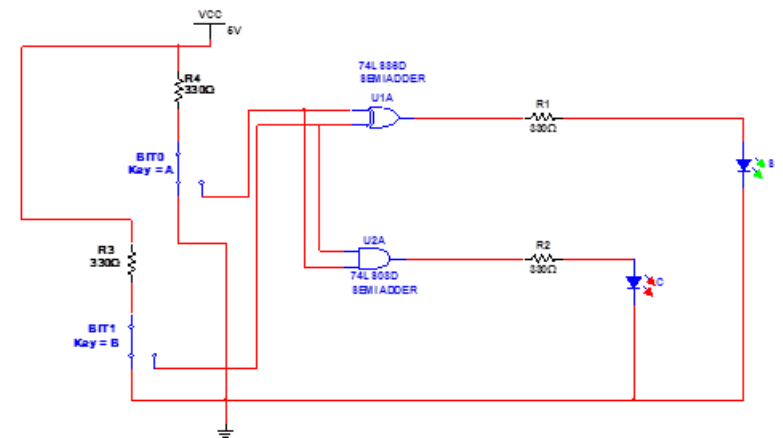 VCC
5V
R4
330Ω
74LS86D
SEMIADDER
U1A
R1
330Ω
BIT0
Key = A
S
R3
330Ω
U2A
74LS08D
SEMIADDER
R2
330Ω
C
BIT1
Key = B